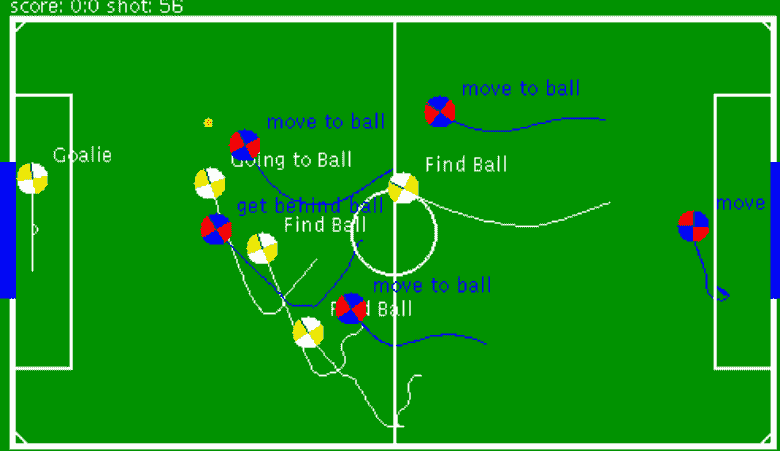 score: 0:0 shot: 56
move to ball
move to ball
Goalie
Going to Ball
Find Ball
get behind ball
move
Find Ball
move to ball
Find Ball